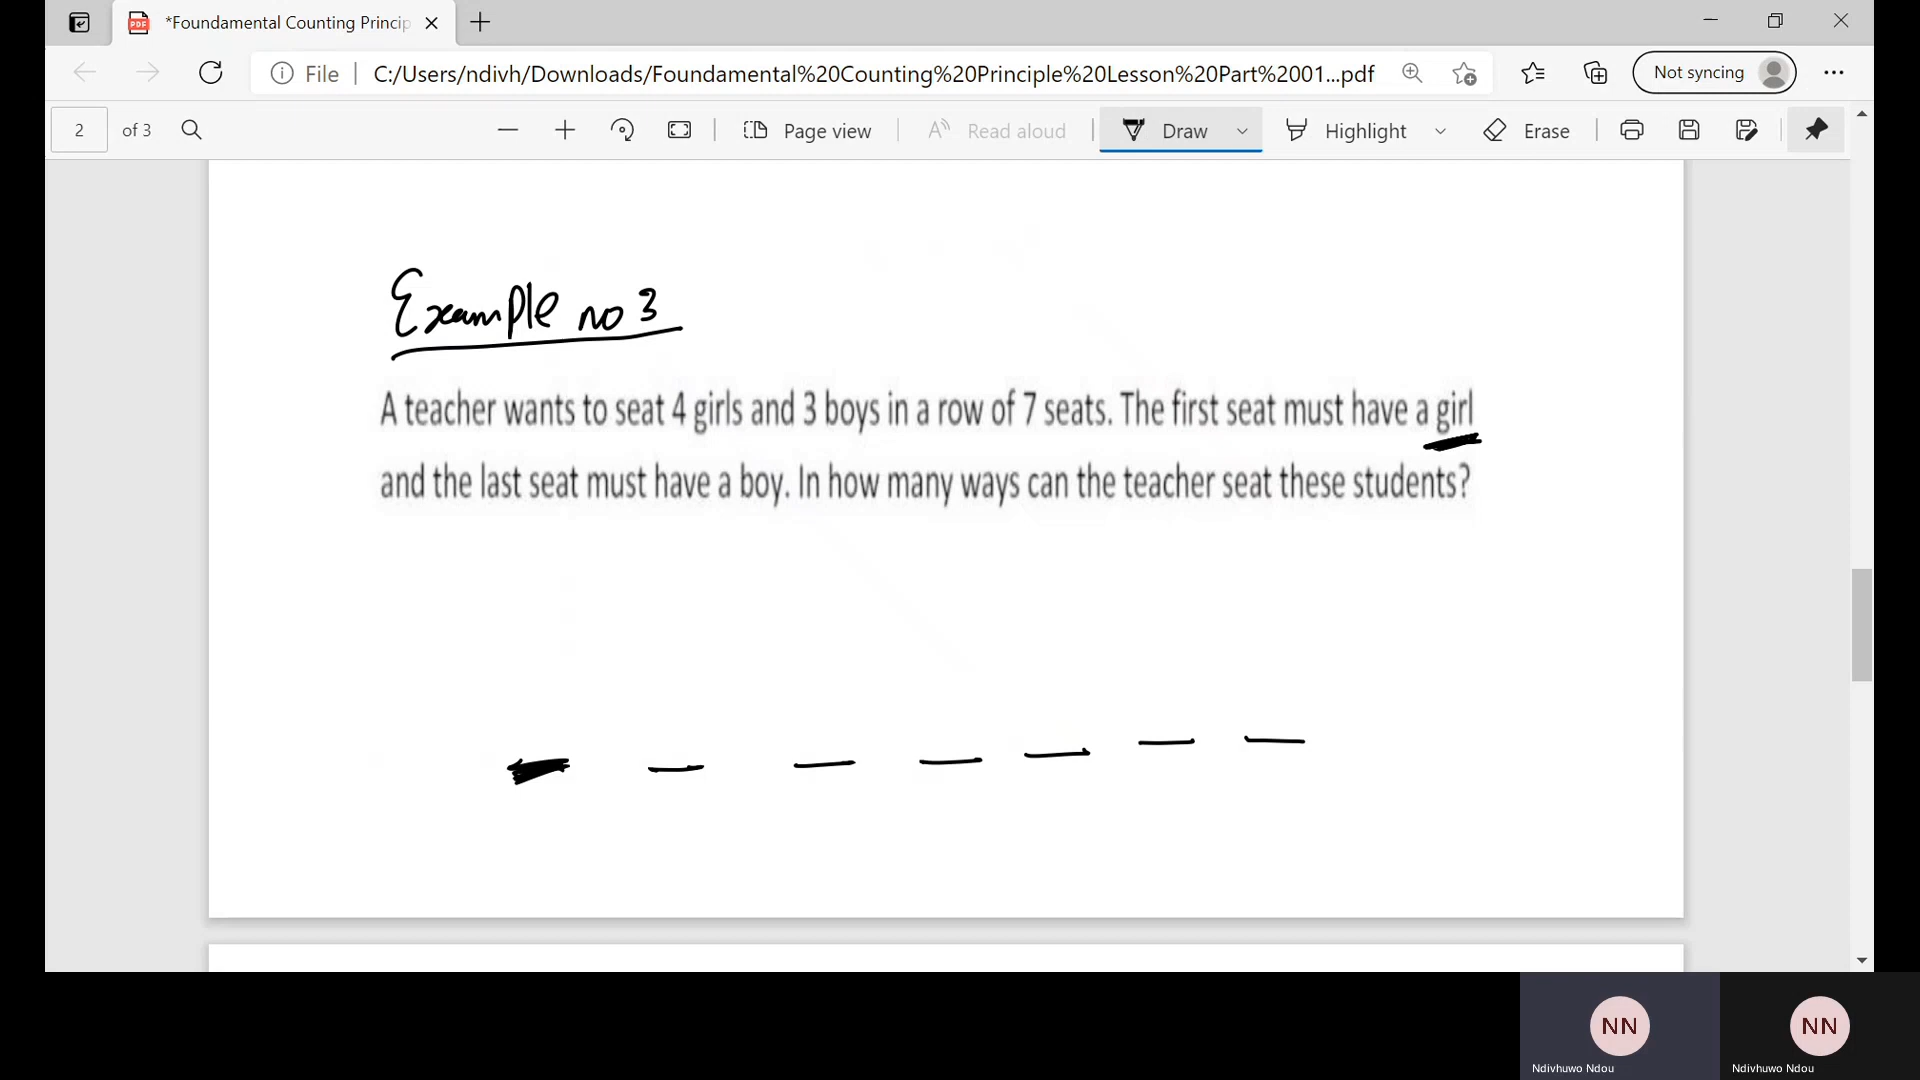 *Foundamental Counting Princip
File
C:/Users/ndivh/Downloads/Foundamental%20Counting%20Principle%20Lesson%20Part%2001...pdf
Not syncing
2 of 3
Page view
Read aloud
Draw
Highlight
Erase
Example no 3
A teacher wants to seat 4 girls and 3 boys in a row of 7 seats. The first seat must have a girl
and the last seat must have a boy. In how many ways can the teacher seat these students?
NN NN
Ndivhuwo Ndou Ndivhuwo Ndou